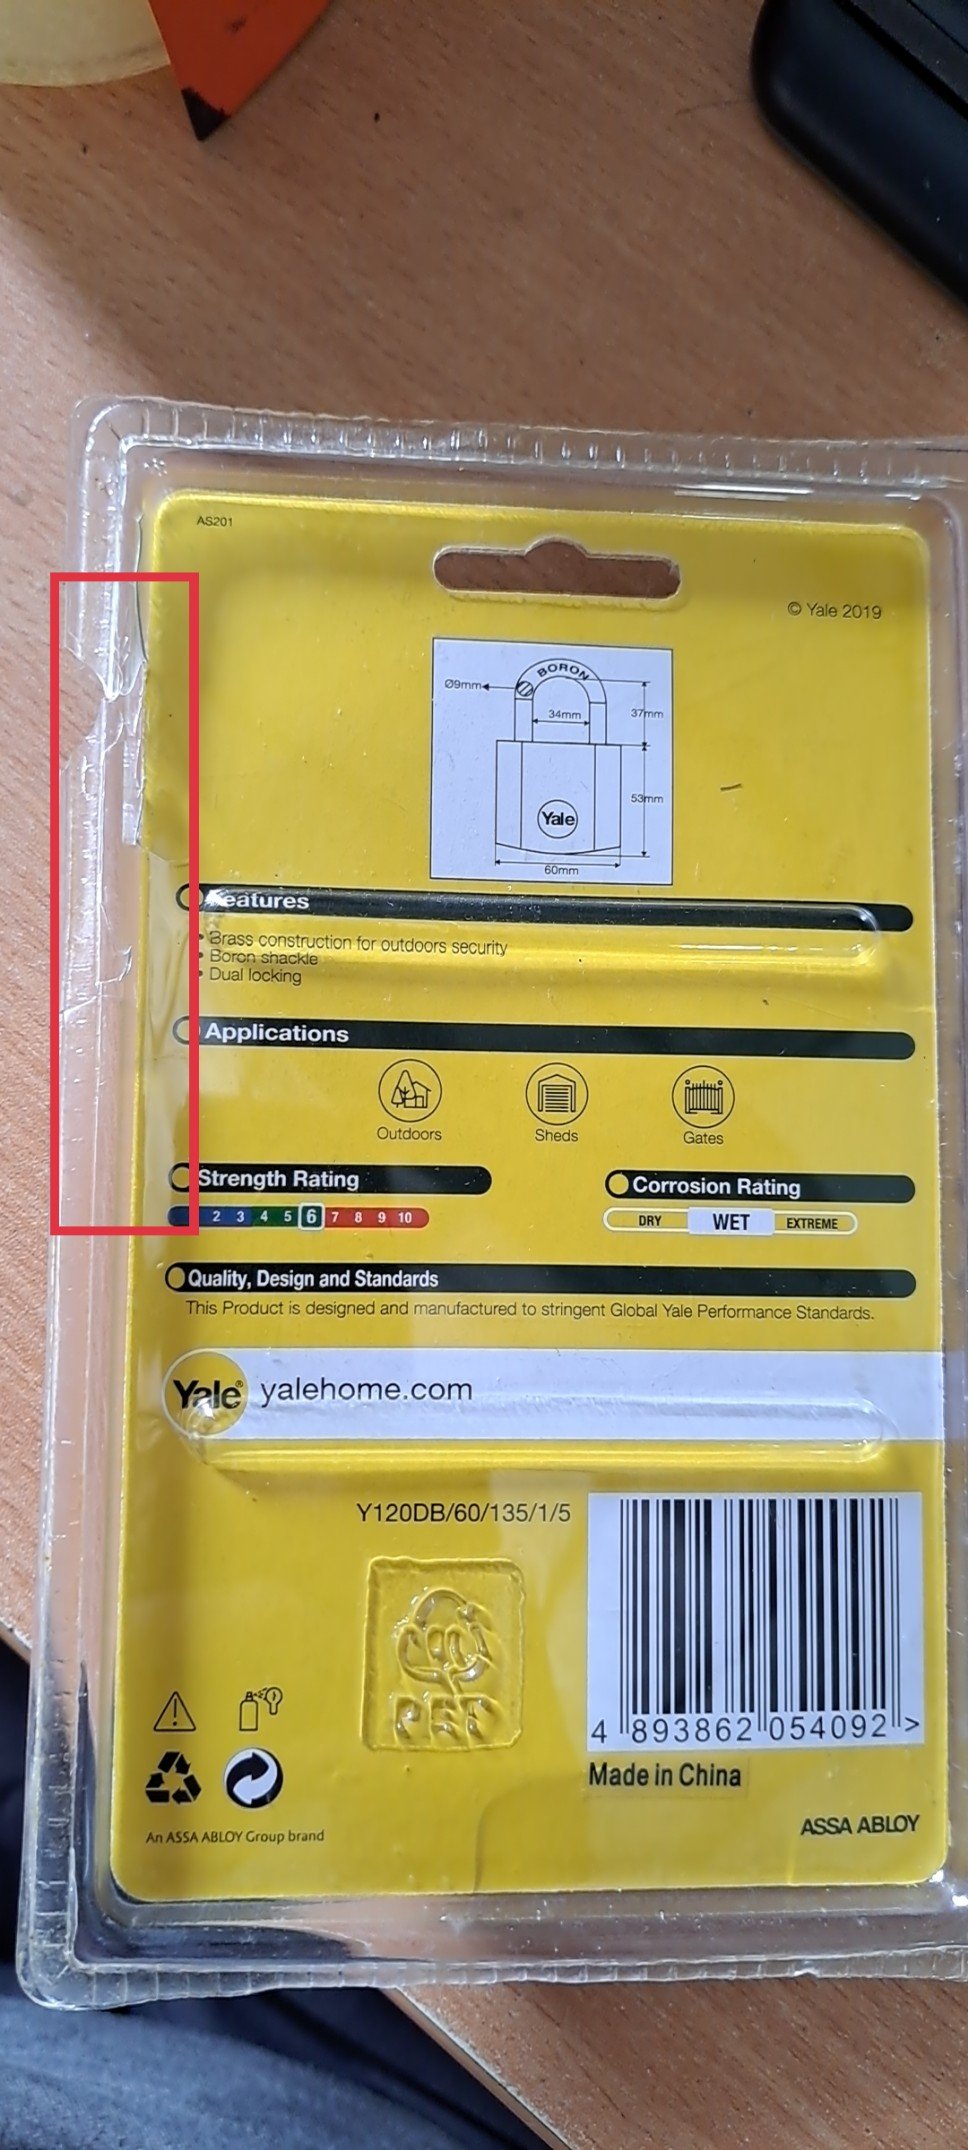 AS201
© Yale 2019
BORON
Ø9mm
34mm
37mm
53mm
Yale
60mm
Features
• Brass construction for outdoors security
• Boron shackle
• Dual locking
Applications
Outdoors
Sheds
Gates
Strength Rating
Corrosion Rating
2 3 4 5 6 7 8 9 10
DRY WET EXTREME
Quality, Design and Standards
This Product is designed and manufactured to stringent Global Yale Performance Standards.
Yale® yalehome.com
Y120DB/60/135/1/5
PET
4 893862 054092 >
Made in China
An ASSA ABLOY Group brand
ASSA ABLOY